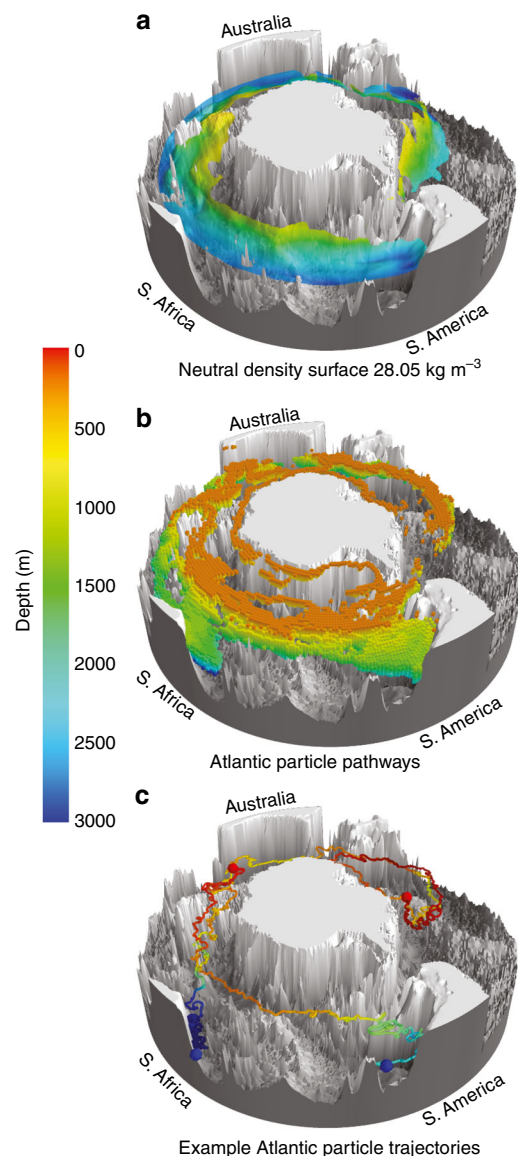 a
Australia
S. Africa
S. America
Neutral density surface 28.05 kg m⁻³
0
500
1000
1500
2000
2500
3000
Depth (m)
b
Australia
S. Africa
S. America
Atlantic particle pathways
c
Australia
S. Africa
S. America
Example Atlantic particle trajectories